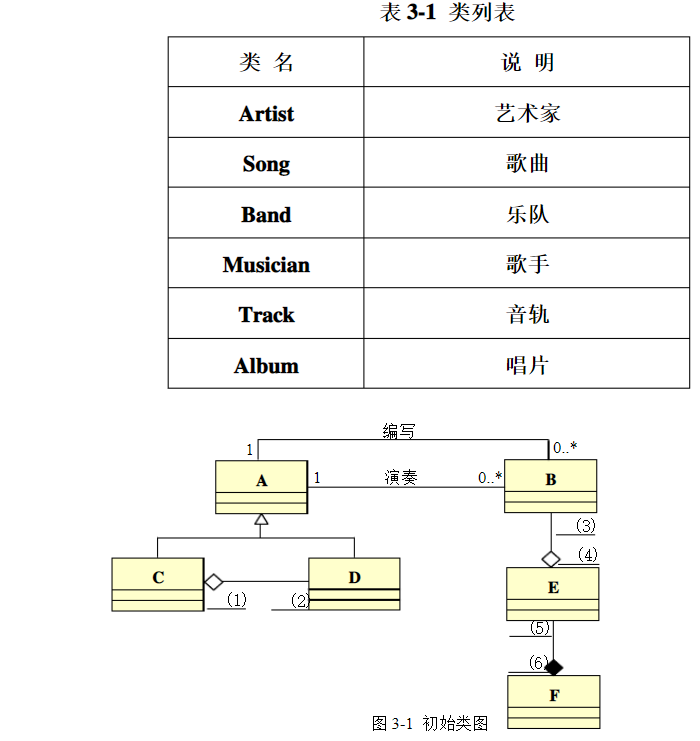 表 3-1 类列表
类 名 说 明
Artist 艺术家
Song 歌曲
Band 乐队
Musician 歌手
Track 音轨
Album 唱片
编写
1 0..*
A 1 演奏 0..* B
(3)
(4)
C D E
(1) (2)
(5)
(6)
F
图 3-1 初始类图